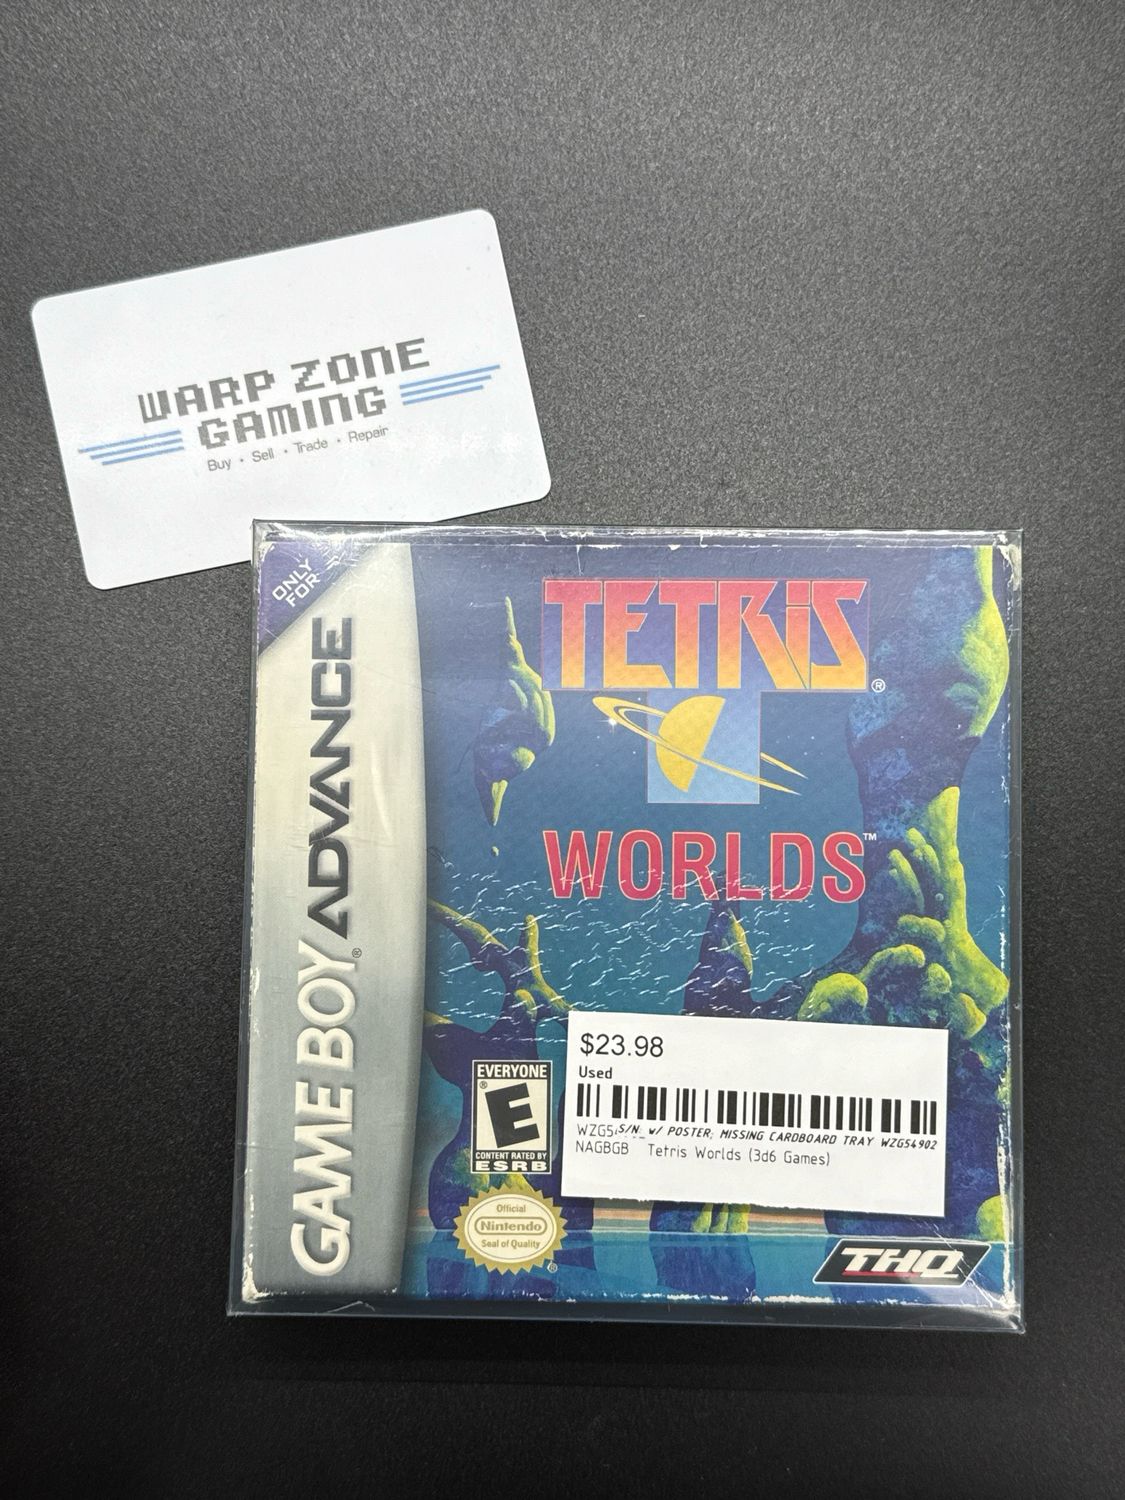 WARP ZONE
GAMING
Buy • Sell • Trade • Repair
ONLY
FOR
GAME BOY® ADVANCE
TETRIS®
WORLDS™
$23.98
Used
S/N: w/ POSTER; MISSING CARDBOARD TRAY WZG54902
NAGBGB Tetris Worlds (3d6 Games)
EVERYONE
®
E
CONTENT RATED BY
ESRB
Official
Nintendo
Seal of Quality
®
THQ